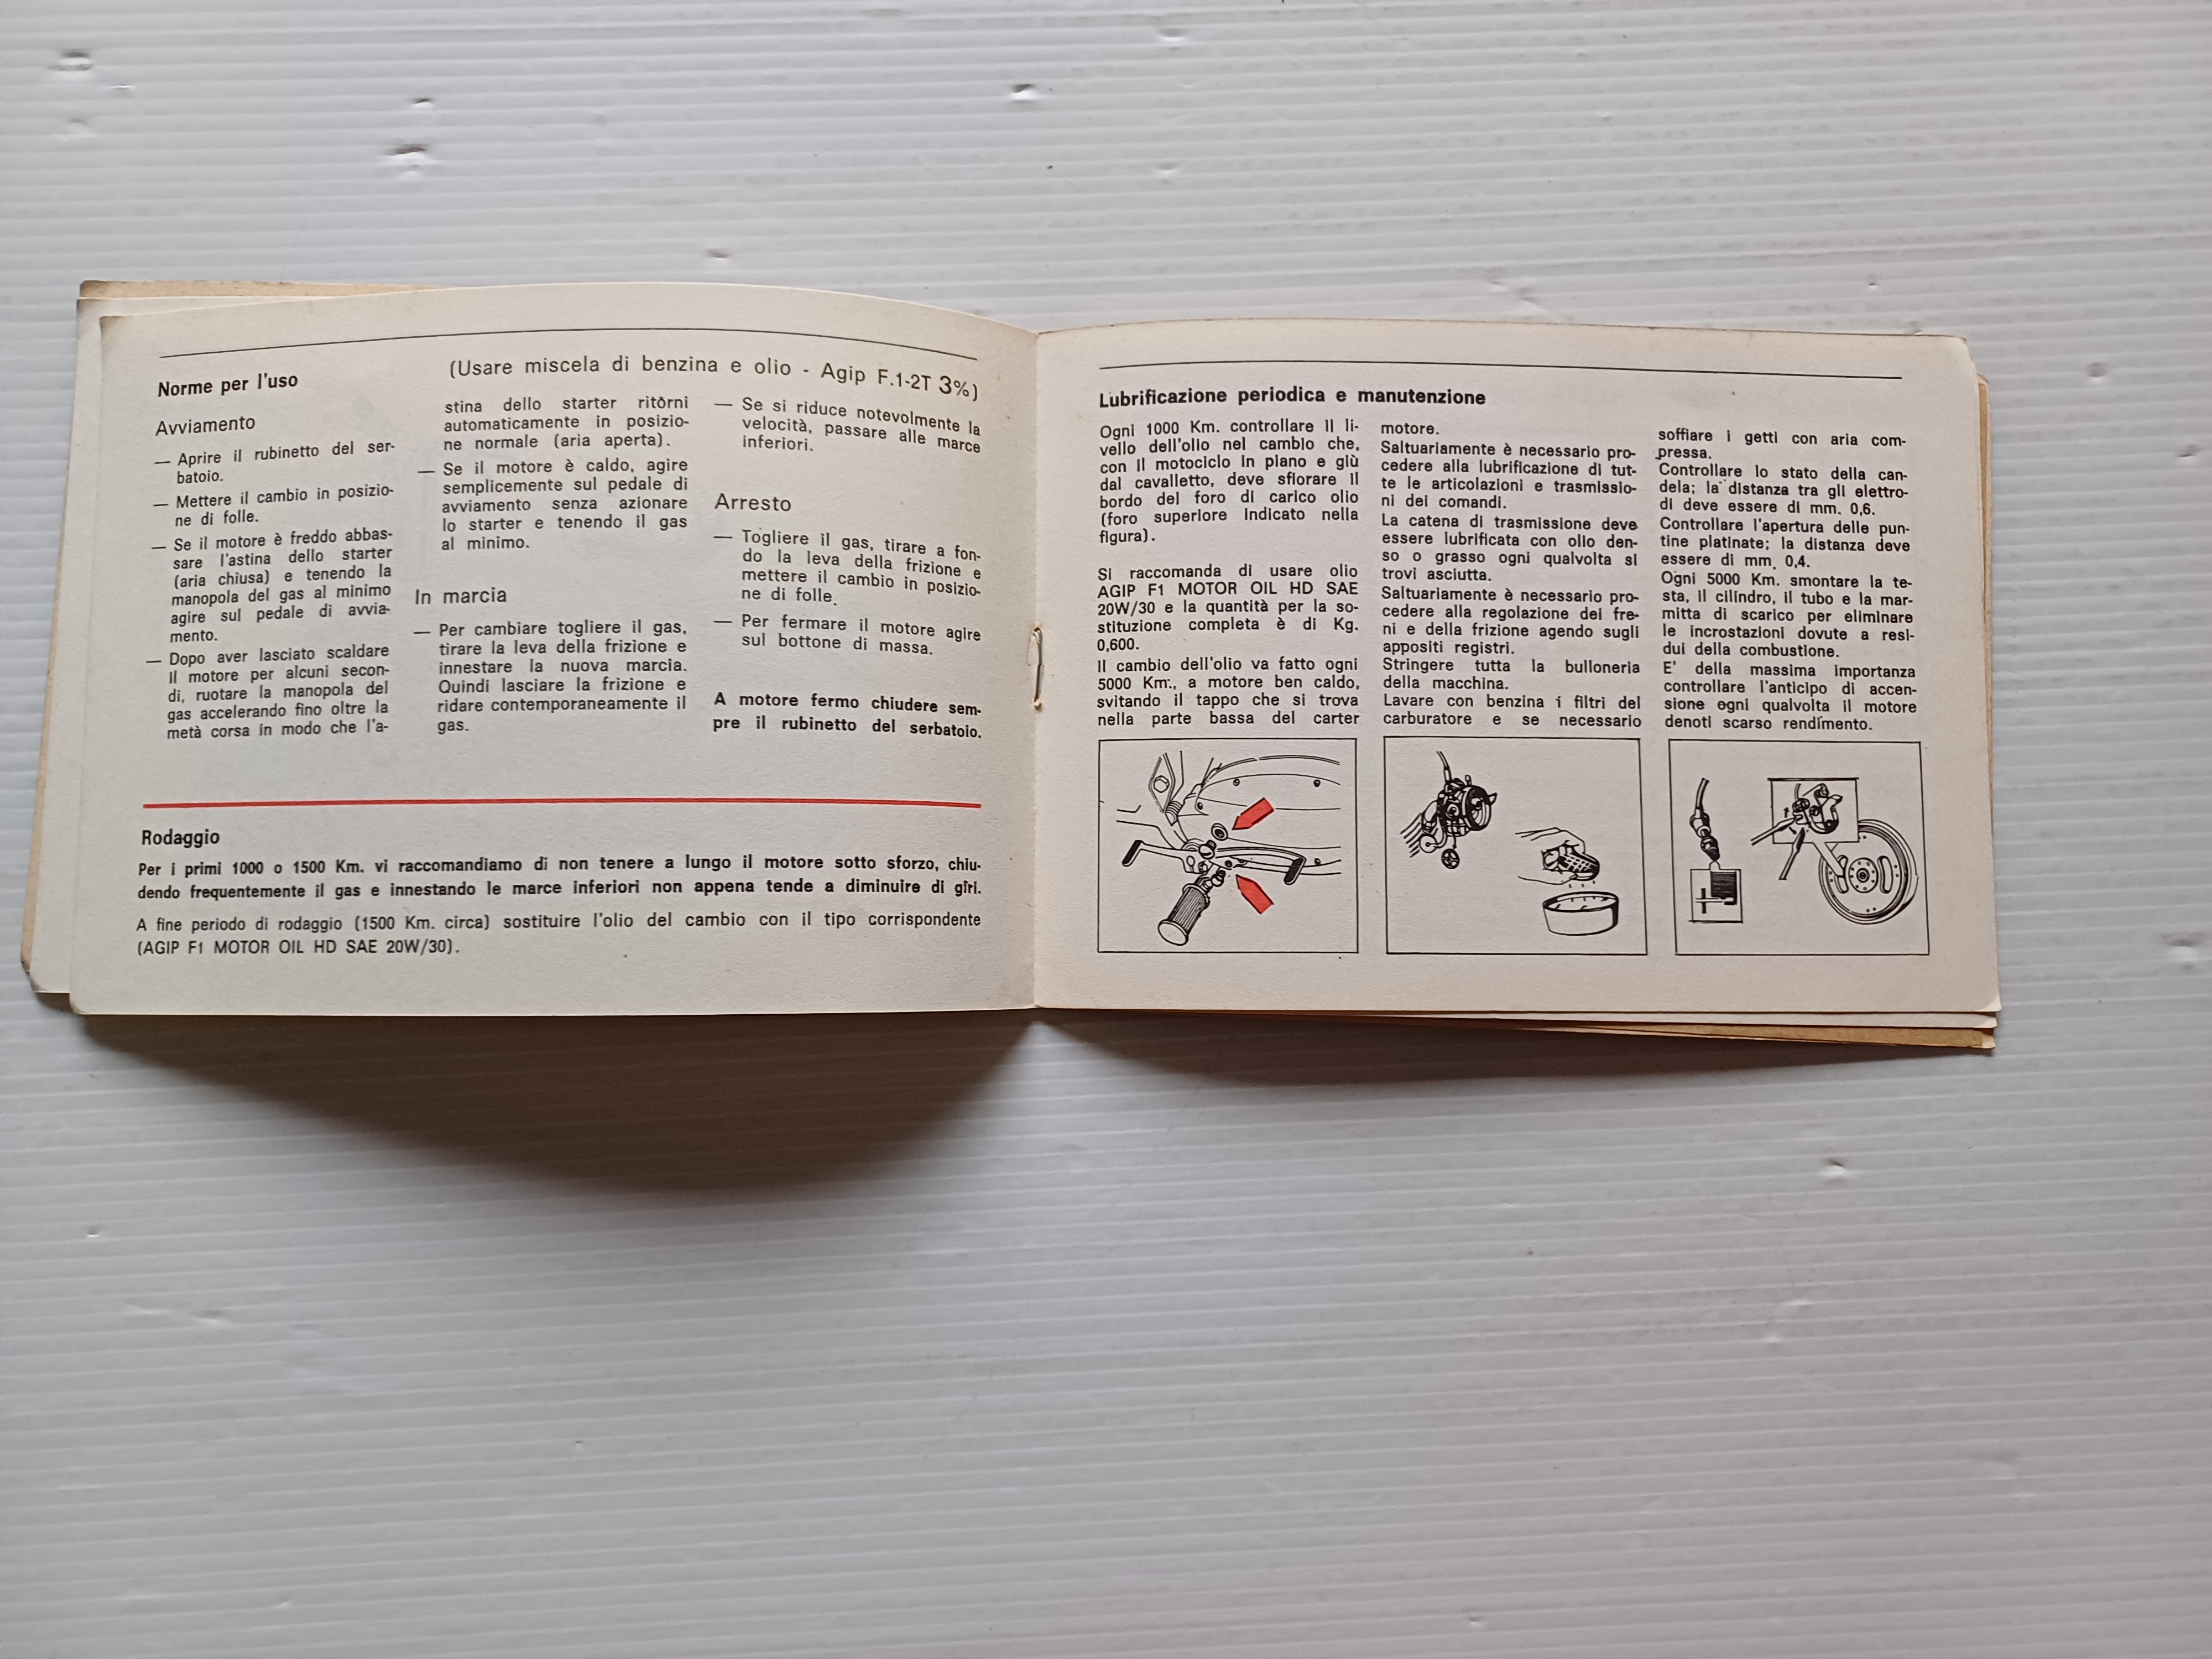 Norme per l'uso
(Usare miscela di benzina e olio - Agip F.1-2T 3%)
Avviamento
— Aprire il rubinetto del ser-
batoio.
— Mettere il cambio in posizio-
ne di folle.
— Se il motore è freddo abbas-
sare l'astina dello starter
(aria chiusa) e tenendo la
manopola del gas al minimo
agire sul pedale di avvia-
mento.
— Dopo aver lasciato scaldare
il motore per alcuni secon-
di, ruotare la manopola del
gas accelerando fino oltre la
metà corsa in modo che l'a-
stina dello starter ritorni
automaticamente in posizio-
ne normale (aria aperta).
— Se il motore è caldo, agire
semplicemente sul pedale di
avviamento senza azionare
lo starter e tenendo il gas
al minimo.
In marcia
— Per cambiare togliere il gas,
tirare la leva della frizione e
innestare la nuova marcia.
Quindi lasciare la frizione e
ridare contemporaneamente il
gas.
— Se si riduce notevolmente la
velocità, passare alle marce
inferiori.
Arresto
— Togliere il gas, tirare a fon-
do la leva della frizione e
mettere il cambio in posizio-
ne di folle.
— Per fermare il motore agire
sul bottone di massa.
A motore fermo chiudere sem-
pre il rubinetto del serbatoio.
Rodaggio
Per i primi 1000 o 1500 Km. vi raccomandiamo di non tenere a lungo il motore sotto sforzo, chiu-
dendo frequentemente il gas e innestando le marce inferiori non appena tende a diminuire di giri.
A fine periodo di rodaggio (1500 Km. circa) sostituire l'olio del cambio con il tipo corrispondente
(AGIP F1 MOTOR OIL HD SAE 20W/30).
Lubrificazione periodica e manutenzione
Ogni 1000 Km. controllare il li-
vello dell'olio nel cambio che,
con il motociclo in piano e giù
dal cavalletto, deve sfiorare il
bordo del foro di carico olio
(foro superiore indicato nella
figura).
Si raccomanda di usare olio
AGIP F1 MOTOR OIL HD SAE
20W/30 e la quantità per la so-
stituzione completa è di Kg.
0,600.
Il cambio dell'olio va fatto ogni
5000 Km., a motore ben caldo,
svitando il tappo che si trova
nella parte bassa del carter
motore.
Saltuariamente è necessario pro-
cedere alla lubrificazione di tut-
te le articolazioni e trasmissio-
ni dei comandi.
La catena di trasmissione deve
essere lubrificata con olio den-
so o grasso ogni qualvolta si
trovi asciutta.
Saltuariamente è necessario pro-
cedere alla regolazione dei fre-
ni e della frizione agendo sugli
appositi registri.
Stringere tutta la bulloneria
della macchina.
Lavare con benzina i filtri del
carburatore e se necessario
soffiare i getti con aria com-
pressa.
Controllare lo stato della can-
dela; la distanza tra gli elettro-
di deve essere di mm. 0,6.
Controllare l'apertura delle pun-
tine platinate; la distanza deve
essere di mm. 0,4.
Ogni 5000 Km. smontare la te-
sta, il cilindro, il tubo e la mar-
mitta di scarico per eliminare
le incrostazioni dovute a resi-
dui della combustione.
E' della massima importanza
controllare l'anticipo di accen-
sione ogni qualvolta il motore
denoti scarso rendimento.